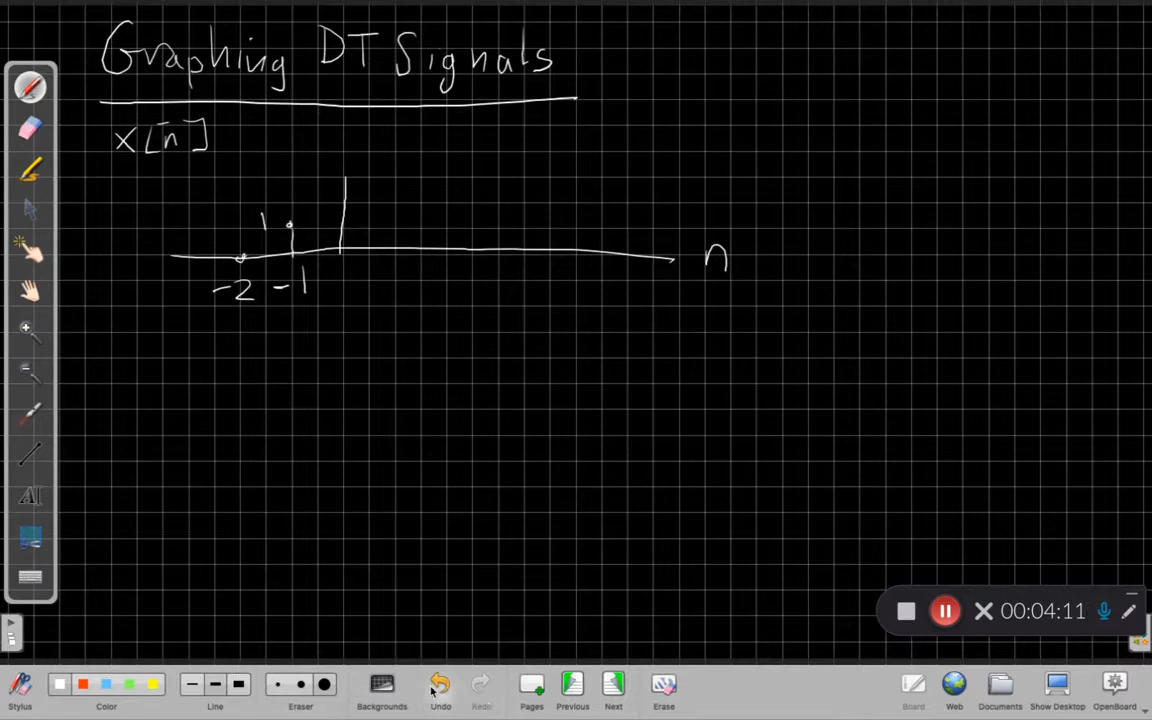 Graphing DT Signals
x[n]
1
n
-2 -1
00:04:11
Stylus Color Line Eraser Backgrounds Undo Redo Pages Previous Next Erase Board Web Documents Show Desktop OpenBoard